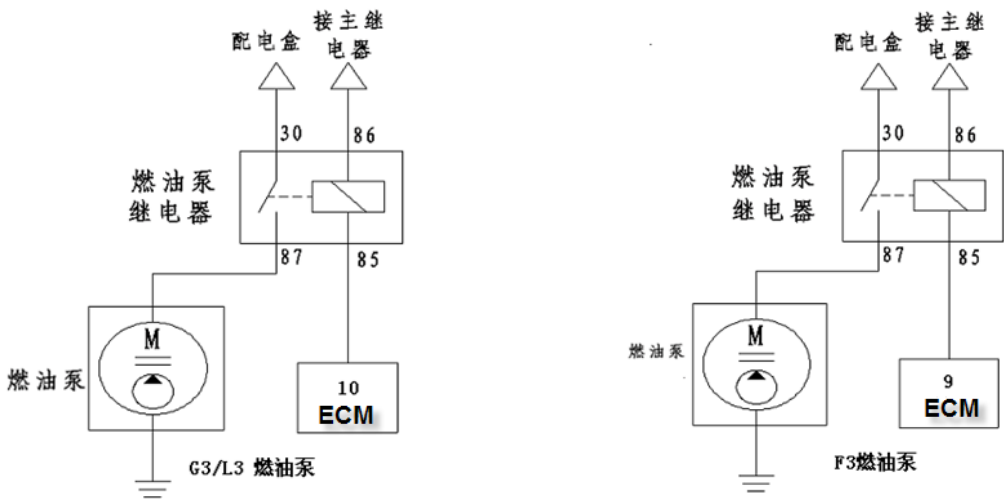 配电盒
接主继
电器
30
86
燃油泵
继电器
87
85
M
燃油泵
10
ECM
G3/L3 燃油泵
配电盒
接主继
电器
30
86
燃油泵
继电器
87
85
M
燃油泵
9
ECM
F3燃油泵